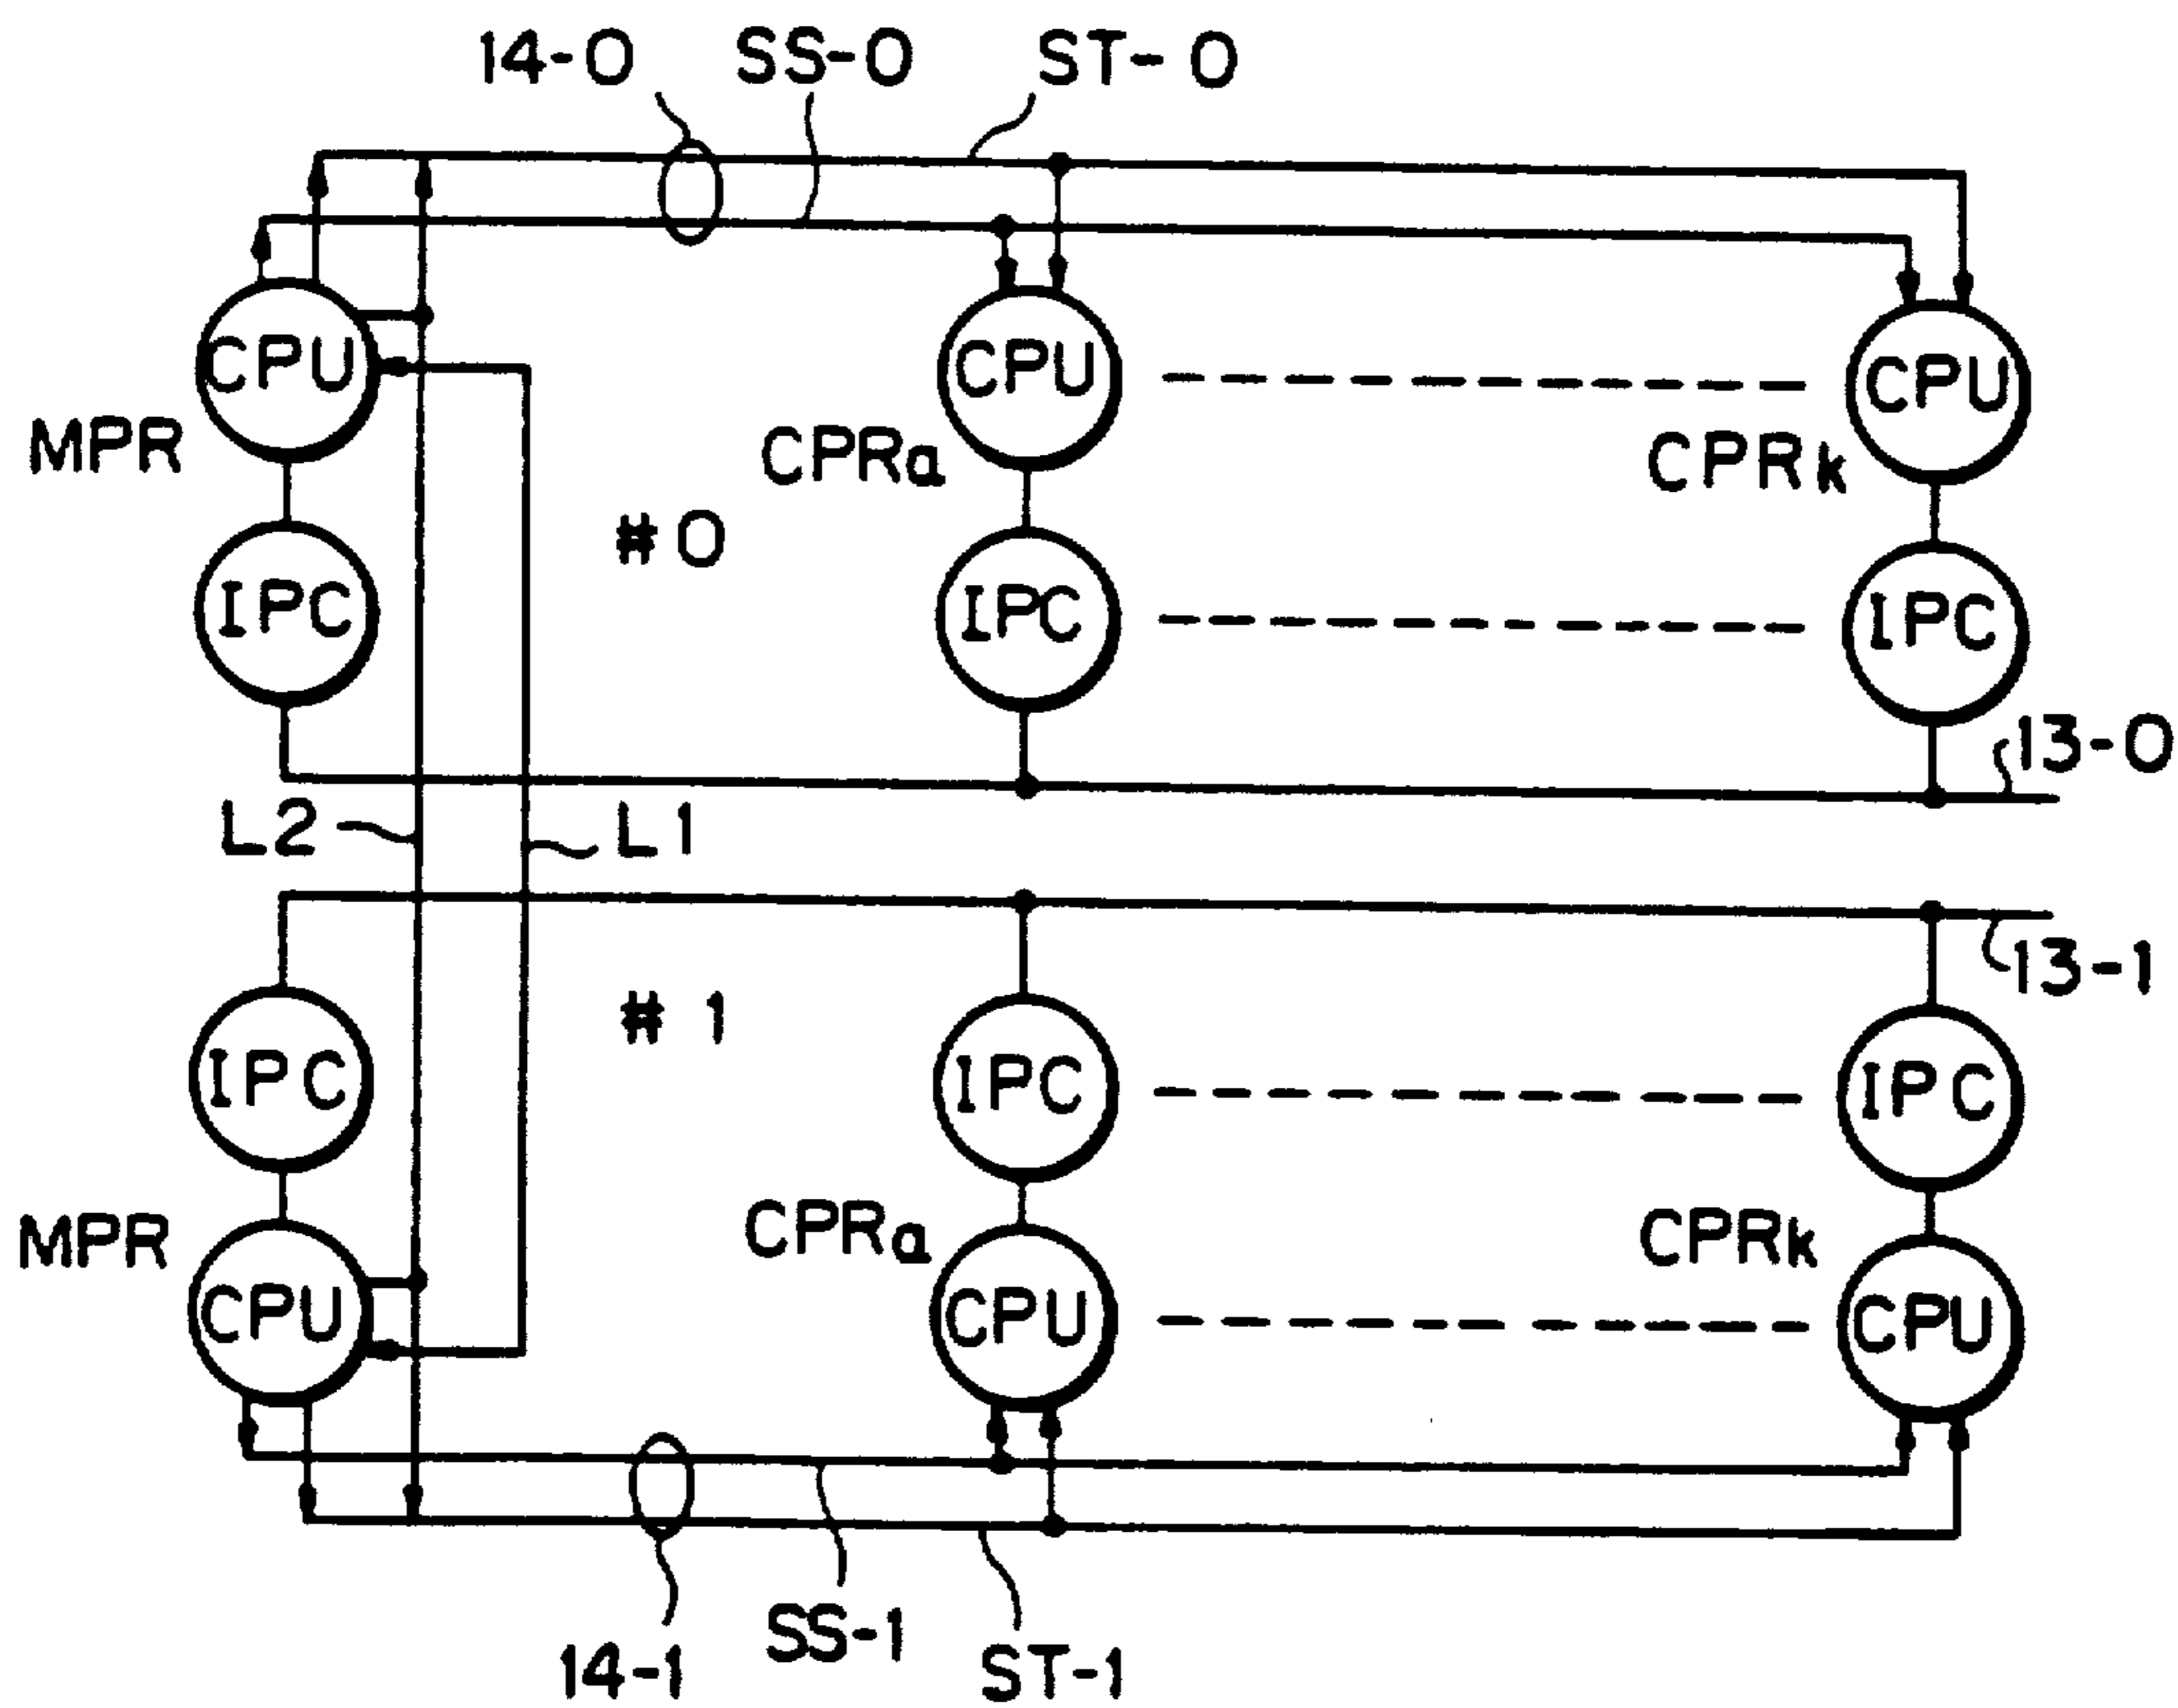 14-0 SS-0 ST-0
CPU CPU CPU
MPR CPRa CPRk
#0
IPC IPC IPC
13-0
L2 L1
13-1
#1
IPC IPC IPC
MPR CPRa CPRk
CPU CPU CPU
14-1 SS-1 ST-1